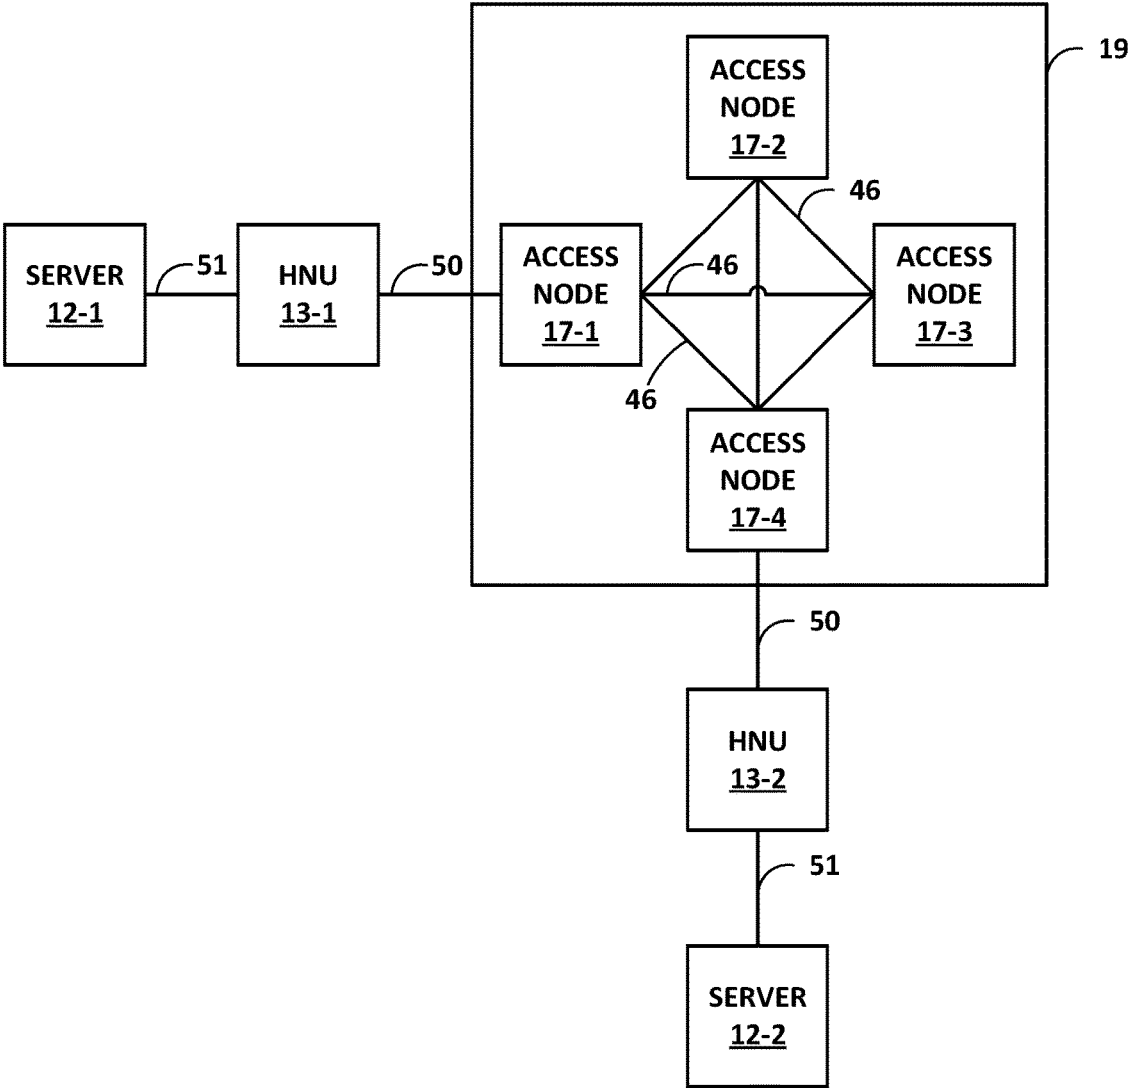 19
ACCESS
NODE
17-2
46
SERVER
12-1
51
HNU
13-1
50
ACCESS
NODE
17-1
46
ACCESS
NODE
17-3
46
ACCESS
NODE
17-4
50
HNU
13-2
51
SERVER
12-2